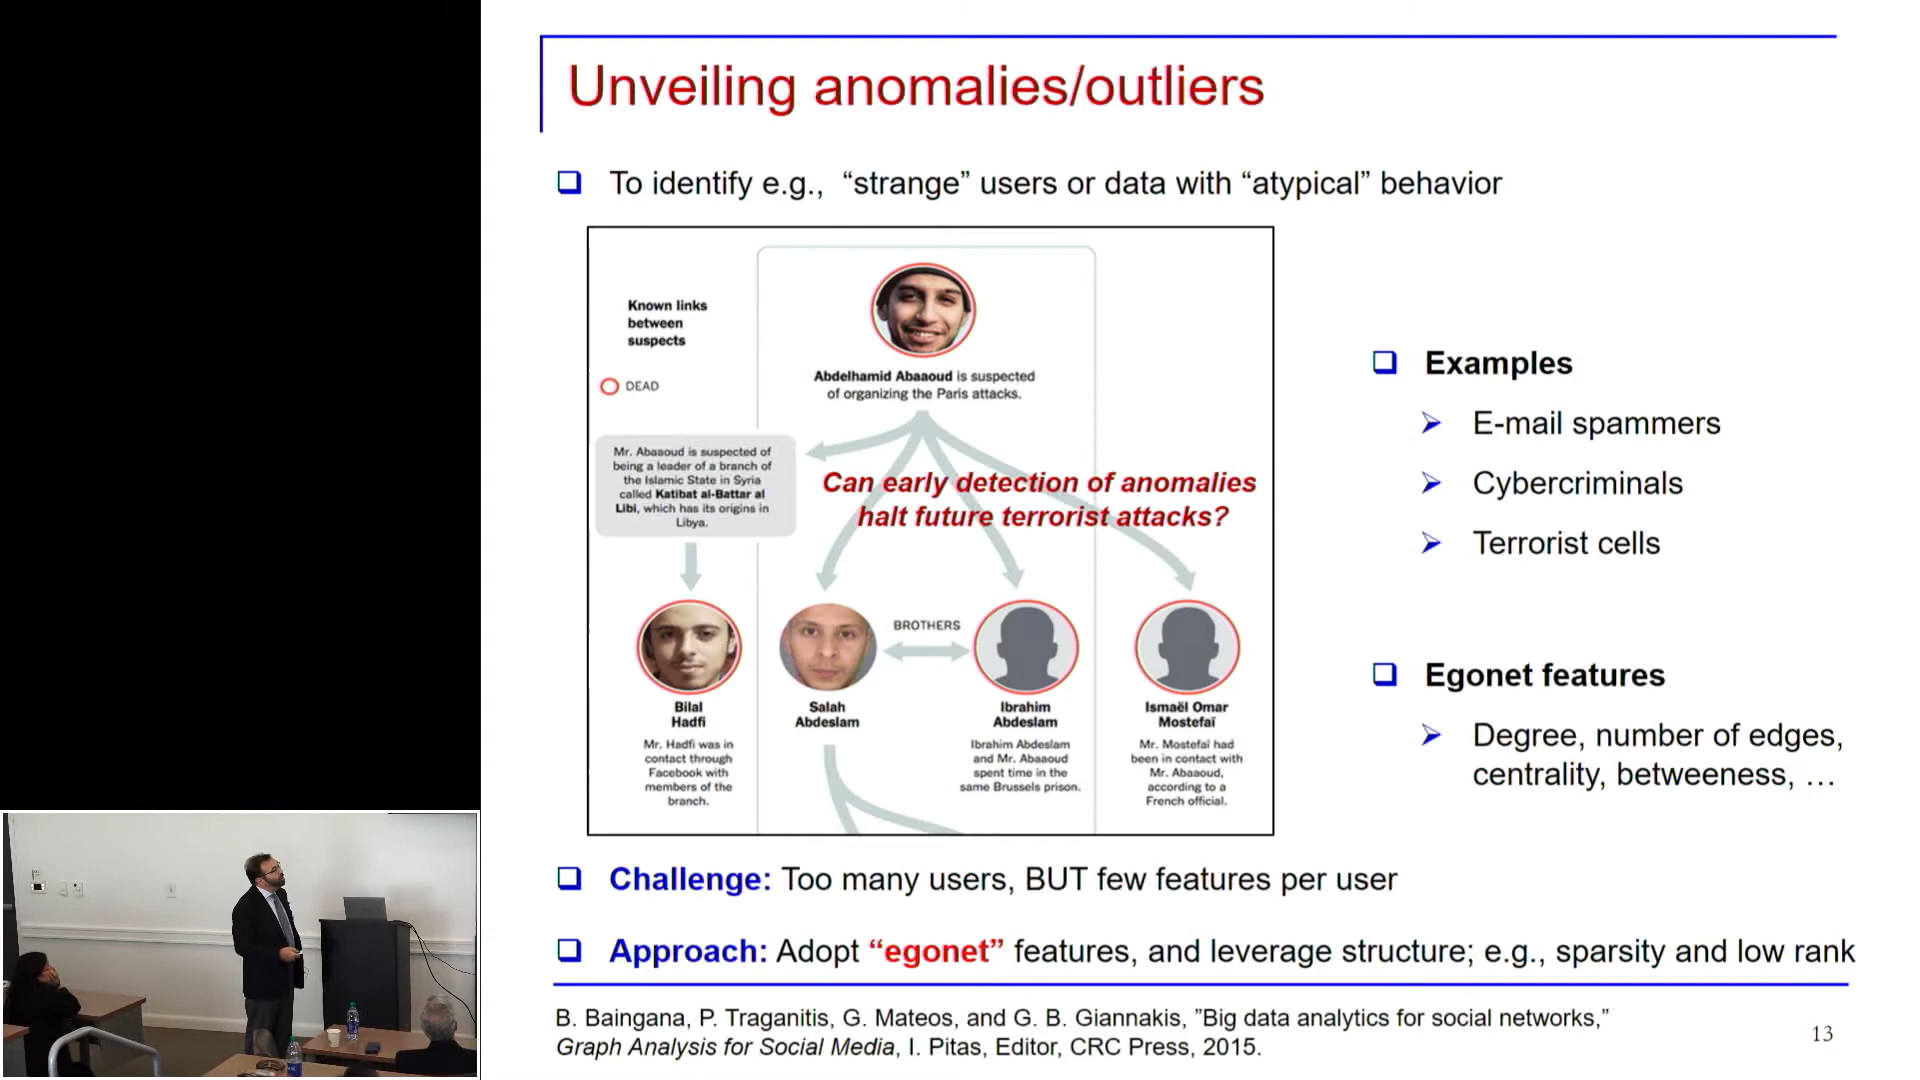 Unveiling anomalies/outliers
To identify e.g., “strange” users or data with “atypical” behavior
Known links
between
suspects
DEAD
Abdelhamid Abaaoud is suspected
of organizing the Paris attacks.
Mr. Abaaoud is suspected of
being a leader of a branch of
the Islamic State in Syria
called Katibat al-Battar al
Libi, which has its origins in
Libya.
Can early detection of anomalies
halt future terrorist attacks?
BROTHERS
Bilal
Hadfi
Mr. Hadfi was in
contact through
Facebook with
members of the
branch.
Salah
Abdeslam
Ibrahim
Abdeslam
Ibrahim Abdeslam
and Mr. Abaaoud
spent time in the
same Brussels prison.
Ismaël Omar
Mostefaï
Mr. Mostefaï had
been in contact with
Mr. Abaaoud,
according to a
French official.
Examples
E-mail spammers
Cybercriminals
Terrorist cells
Egonet features
Degree, number of edges,
centrality, betweeness, …
Challenge: Too many users, BUT few features per user
Approach: Adopt “egonet” features, and leverage structure; e.g., sparsity and low rank
B. Baingana, P. Traganitis, G. Mateos, and G. B. Giannakis, ”Big data analytics for social networks,”
Graph Analysis for Social Media, I. Pitas, Editor, CRC Press, 2015.
13